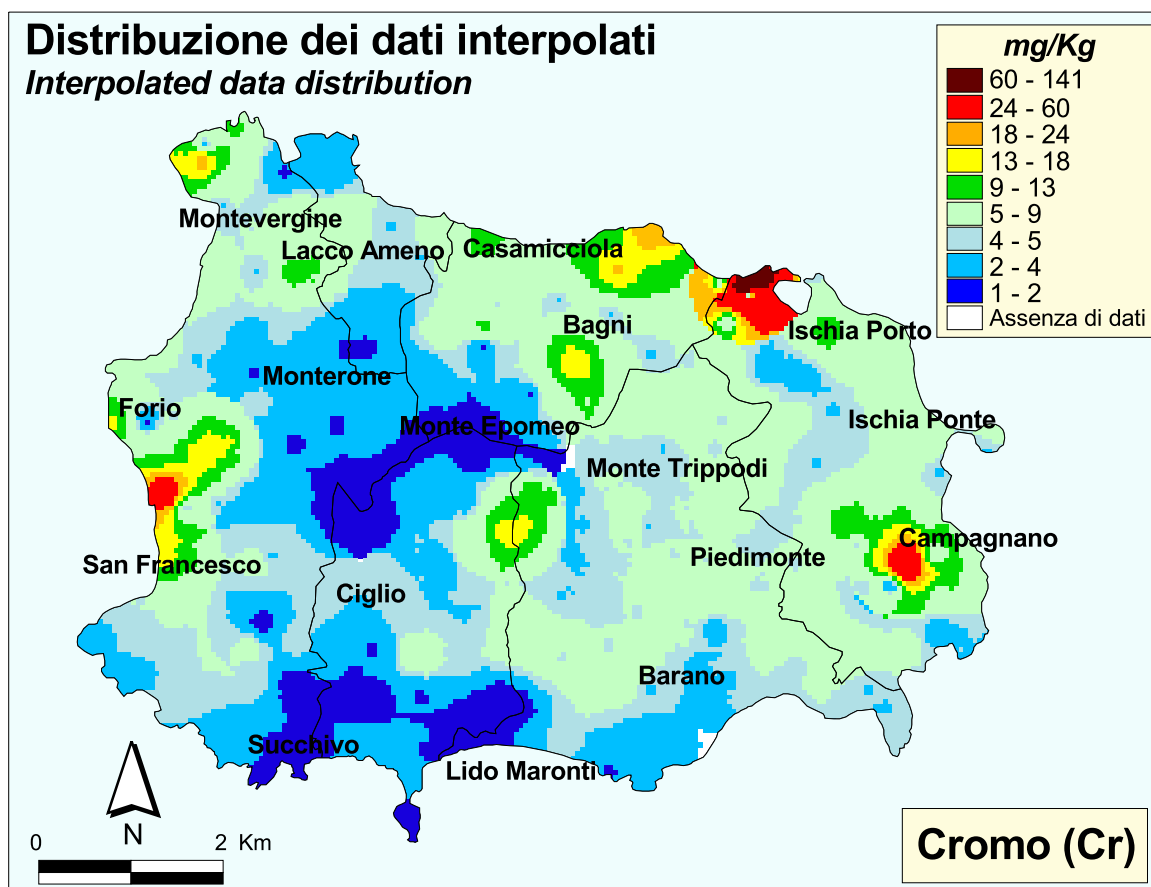 Distribuzione dei dati interpolati
Interpolated data distribution
mg/Kg
60 - 141
24 - 60
18 - 24
13 - 18
9 - 13
5 - 9
4 - 5
2 - 4
1 - 2
Assenza di dati
Montevergine
Lacco Ameno
Casamicciola
Bagni
Ischia Porto
Monterone
Forio
Monte Epomeo
Ischia Ponte
Monte Trippodi
San Francesco
Piedimonte
Campagnano
Ciglio
Barano
Succhivo
Lido Maronti
N
0 2 Km
Cromo (Cr)